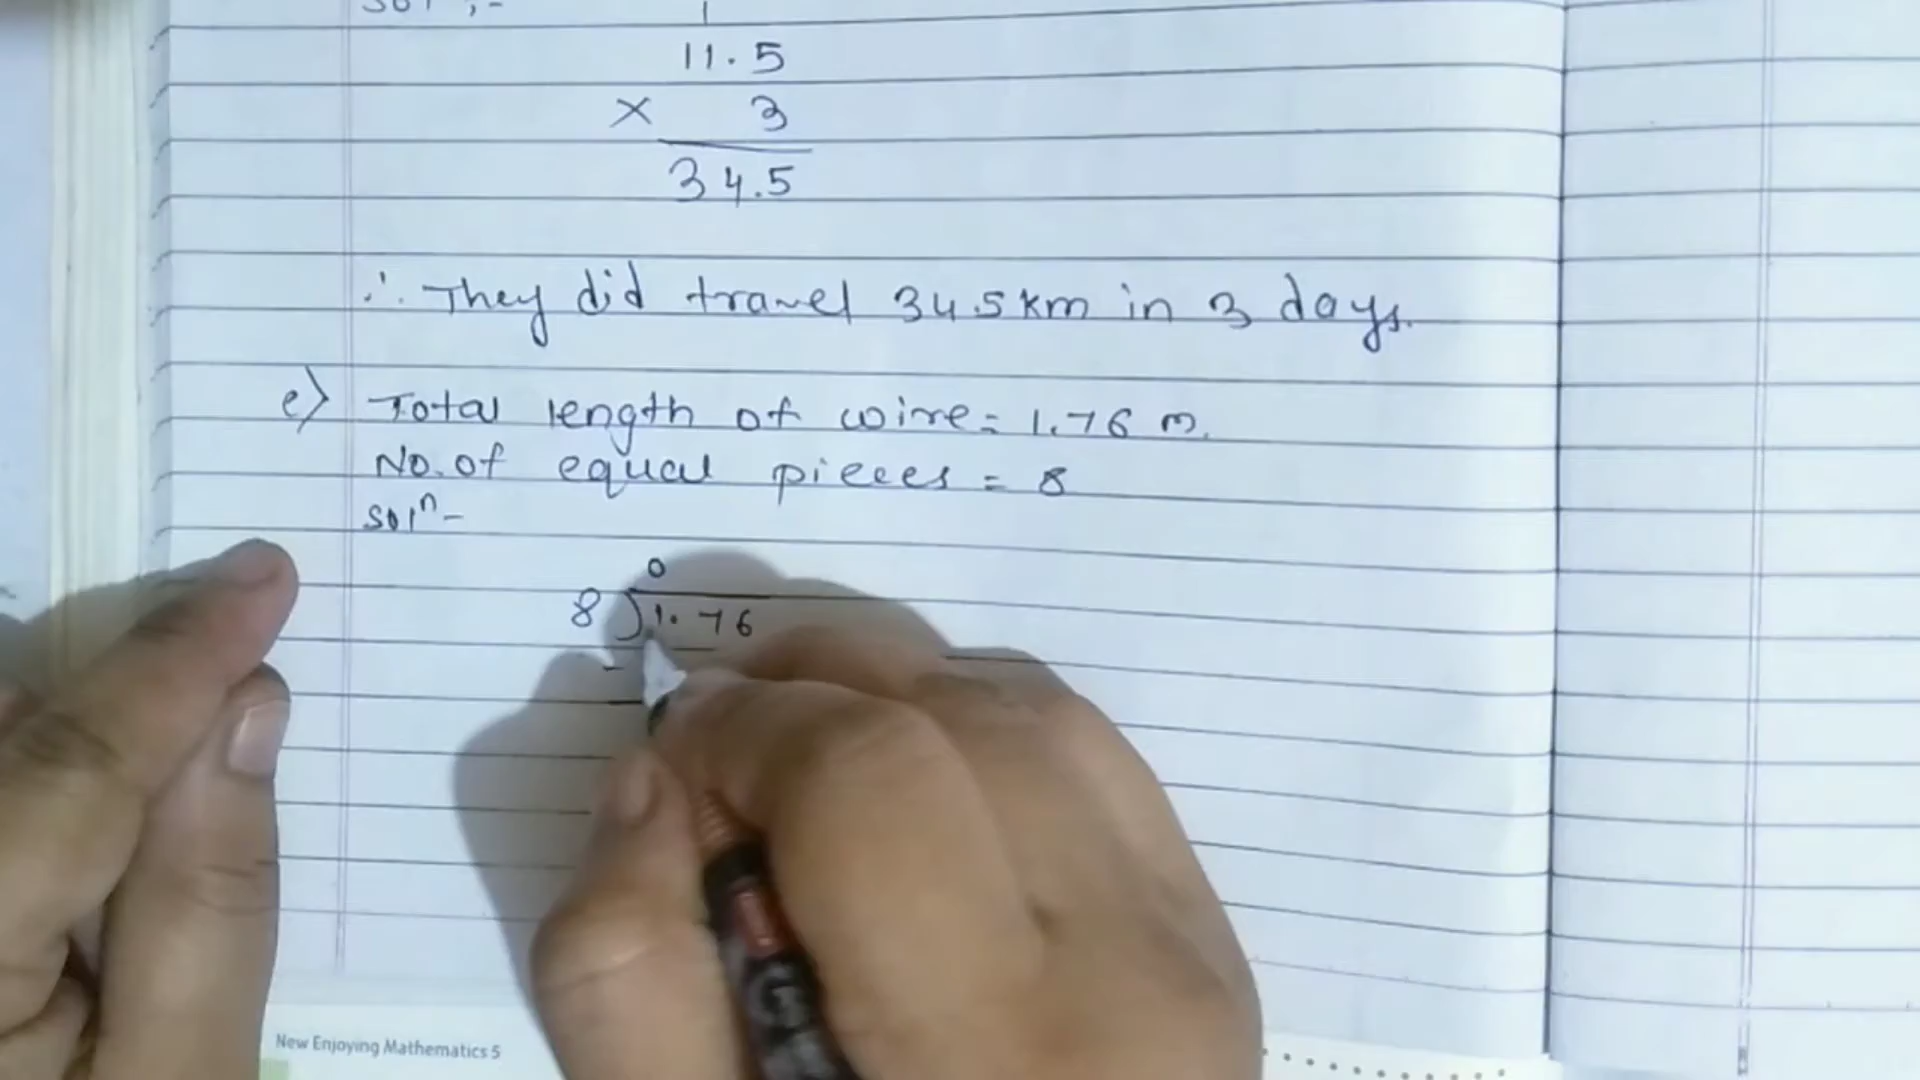 1
11.5
× 3
34.5
∴ They did travel 34.5 km in 3 days.
e) Total length of wire = 1.76 m.
No. of equal pieces = 8
Solⁿ -
0
8 ) 1.76
-
New Enjoying Mathematics 5